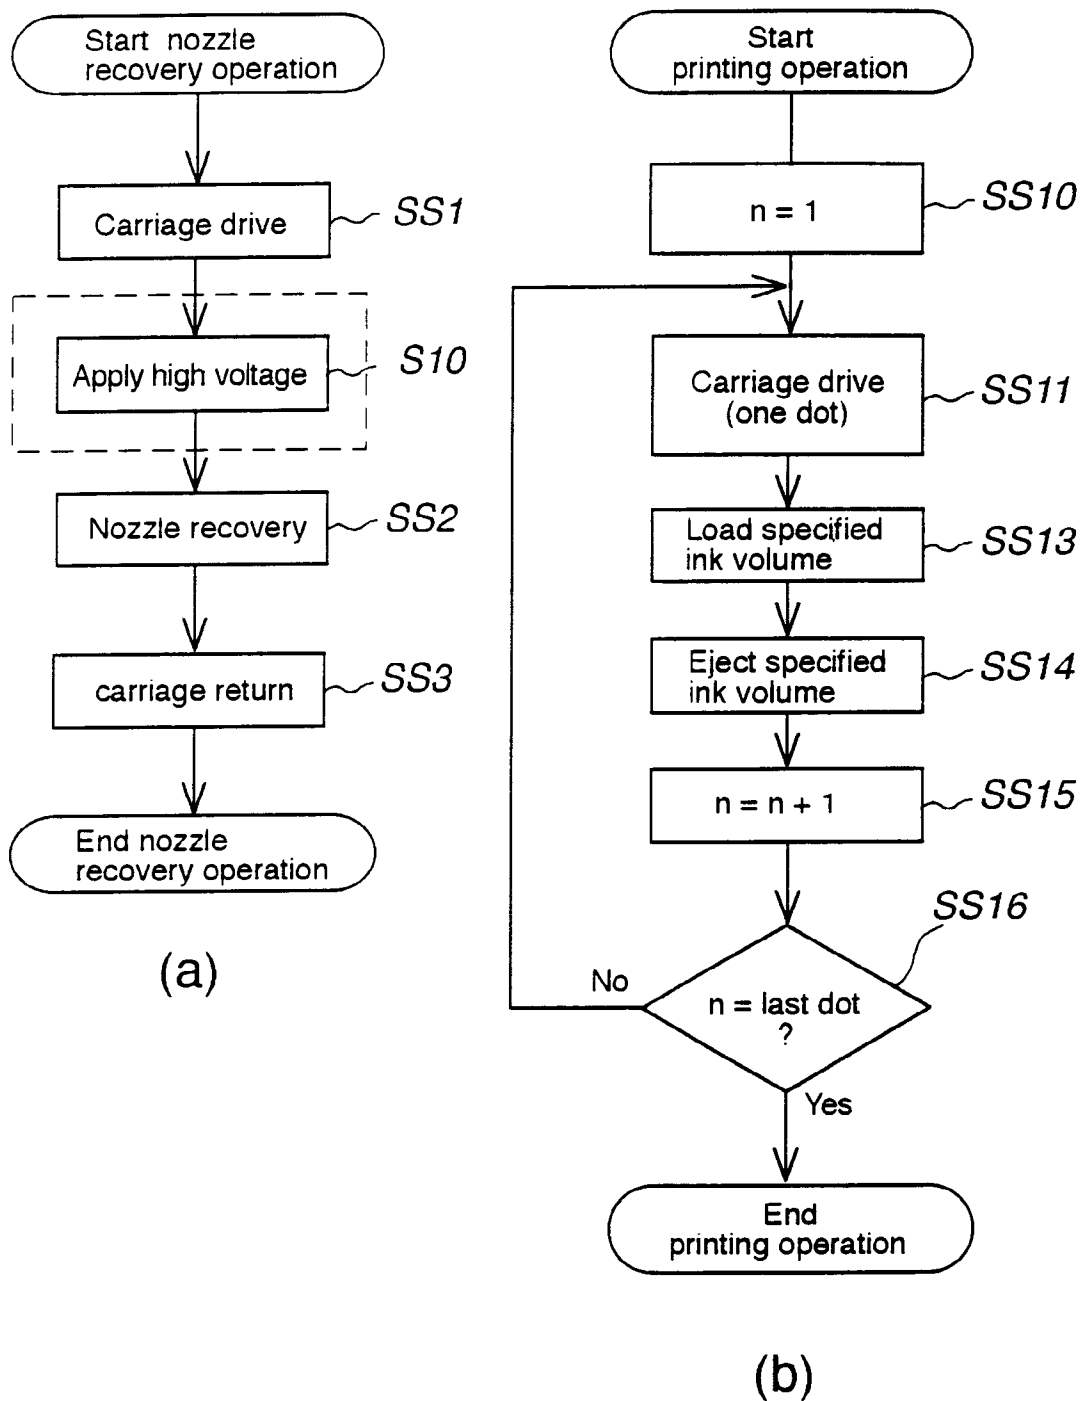 Start nozzle
recovery operation
Carriage drive
SS1
Apply high voltage
S10
Nozzle recovery
SS2
carriage return
SS3
End nozzle
recovery operation
(a)
Start
printing operation
n = 1
SS10
Carriage drive
(one dot)
SS11
Load specified
ink volume
SS13
Eject specified
ink volume
SS14
n = n + 1
SS15
SS16
No
n = last dot
?
Yes
End
printing operation
(b)